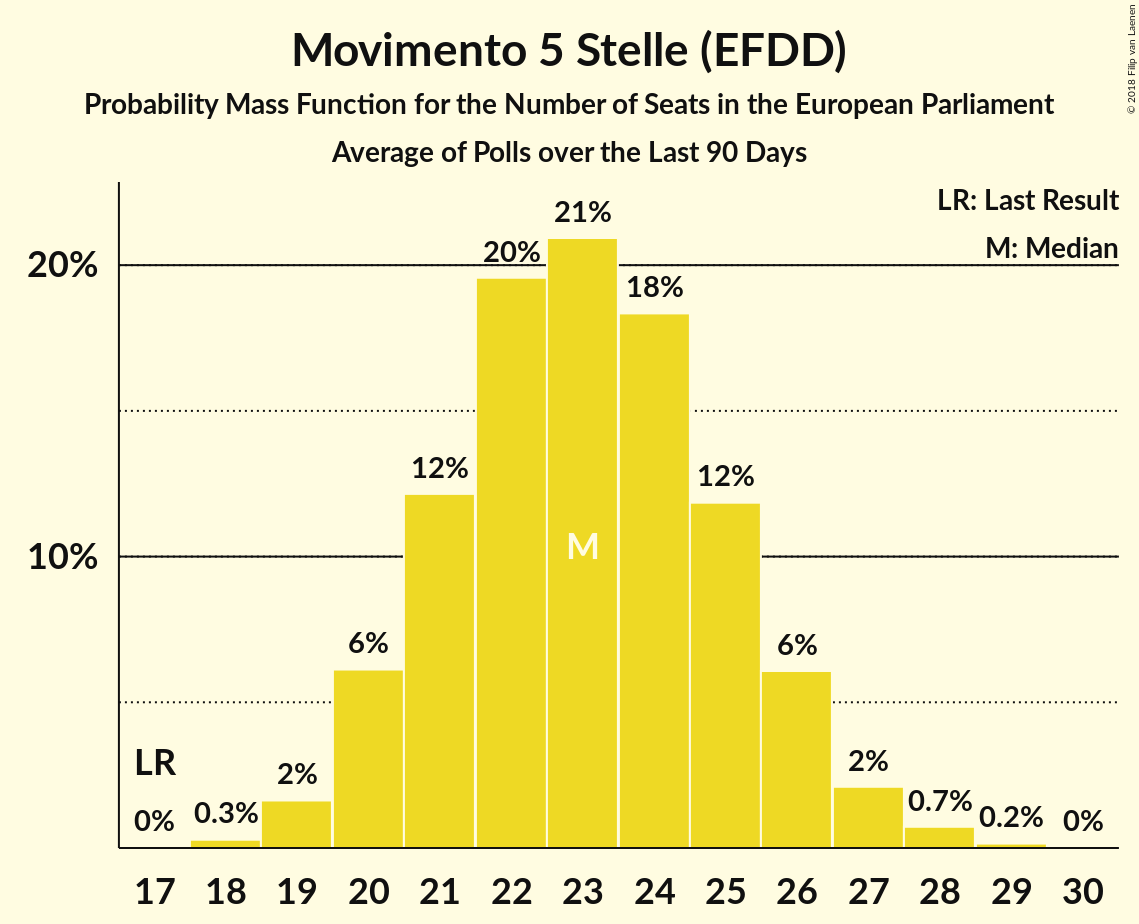 Movimento 5 Stelle (EFDD)
Probability Mass Function for the Number of Seats in the European Parliament
Average of Polls over the Last 90 Days
© 2018 Filip van Laenen
LR: Last Result
M: Median
20%
10%
LR
0%
0.3%
2%
6%
12%
20%
21%
M
18%
12%
6%
2%
0.7%
0.2%
0%
17 18 19 20 21 22 23 24 25 26 27 28 29 30